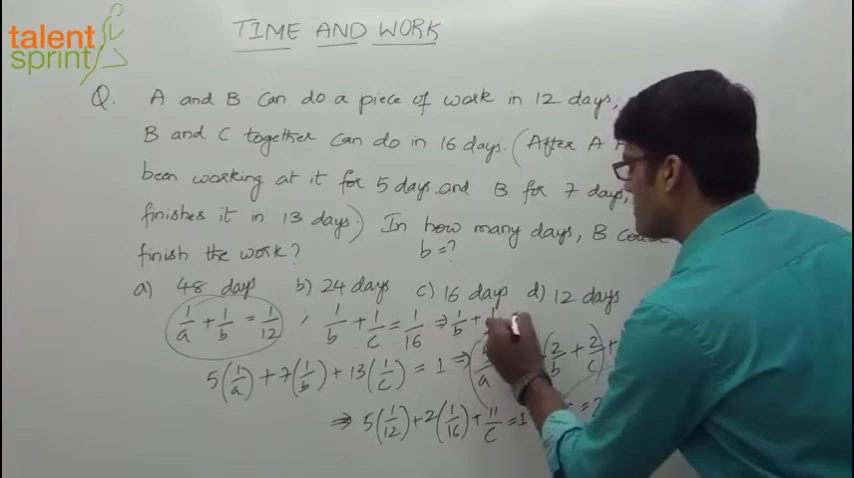 talent
sprint
TIME AND WORK
Q. A and B can do a piece of work in 12 days,
B and C together can do in 16 days. (After A
been working at it for 5 days and B for 7 days,
finishes it in 13 days.) In how many days, B
finish the work? b = ?
a) 48 days b) 24 days c) 16 days d) 12 days
1/a + 1/b = 1/12 ; 1/b + 1/c = 1/16 ⇒ 1/b +
5(1/a) + 7(1/b) + 13(1/c) = 1 ⇒ (2/b + 2/c) +
⇒ 5(1/12) + 2(1/16) + 11/c = 1 = 2